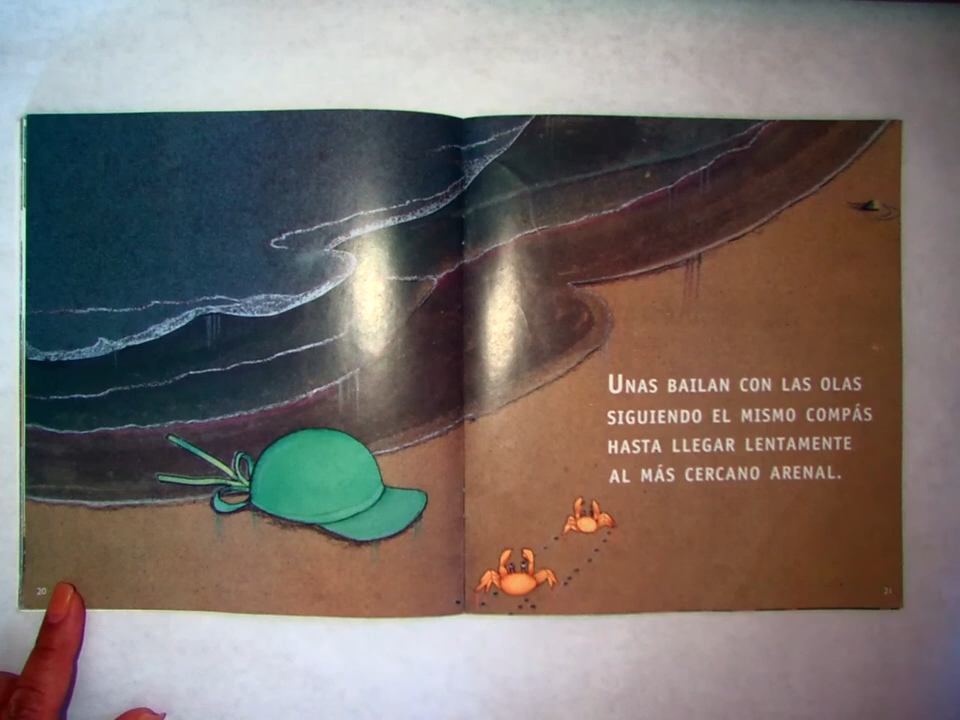 20
UNAS BAILAN CON LAS OLAS
SIGUIENDO EL MISMO COMPÁS
HASTA LLEGAR LENTAMENTE
AL MÁS CERCANO ARENAL.
21